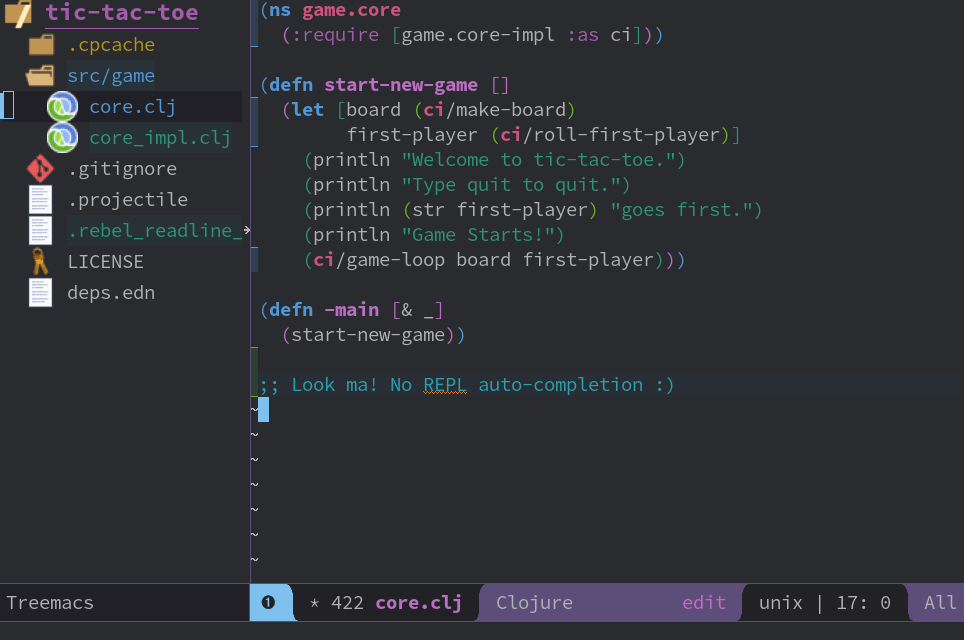 tic-tac-toe
.cpcache
src/game
core.clj
core_impl.clj
.gitignore
.projectile
.rebel_readline_
LICENSE
deps.edn
(ns game.core
  (:require [game.core-impl :as ci]))

(defn start-new-game []
  (let [board (ci/make-board)
        first-player (ci/roll-first-player)]
    (println "Welcome to tic-tac-toe.")
    (println "Type quit to quit.")
    (println (str first-player) "goes first.")
    (println "Game Starts!")
    (ci/game-loop board first-player)))

(defn -main [& _]
  (start-new-game))

;; Look ma! No REPL auto-completion :)
~
~
~
~
~
~
~
Treemacs
❶ * 422 core.clj Clojure edit unix | 17: 0 All